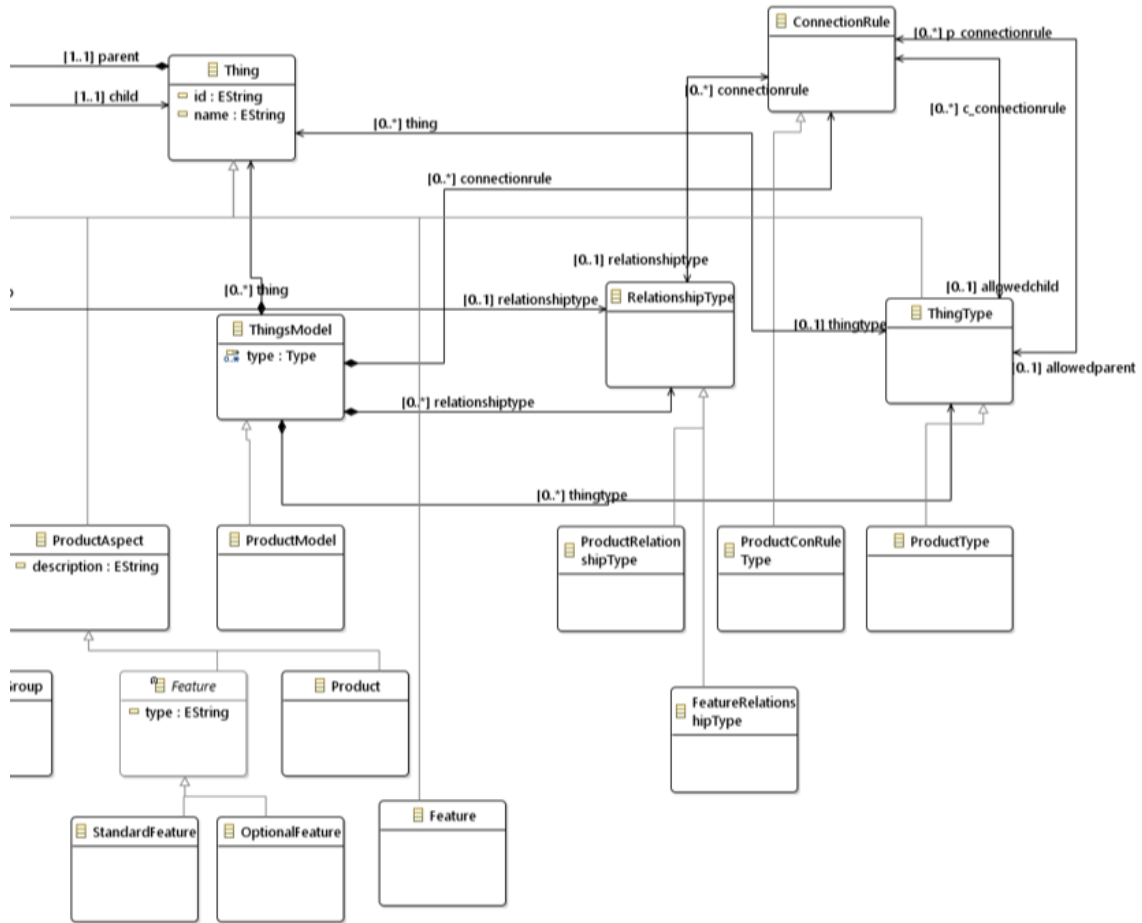 ConnectionRule
[0..*] p_connectionrule
[1..1] parent
Thing
[0..*] connectionrule
id : EString
[1..1] child
name : EString
[0..*] c_connectionrule
[0..*] thing
[0..*] connectionrule
[0..1] relationshiptype
[0..*] thing
[0..1] allowedchild
[0..1] relationshiptype
RelationshipType
ThingType
ThingsModel
[0..1] thingtype
type : Type
[0..1] allowedparent
[0..*] relationshiptype
[0..*] thingtype
ProductAspect
description : EString
ProductModel
ProductRelation
shipType
ProductConRule
Type
ProductType
Group
Feature
type : EString
Product
FeatureRelations
hipType
StandardFeature
OptionalFeature
Feature